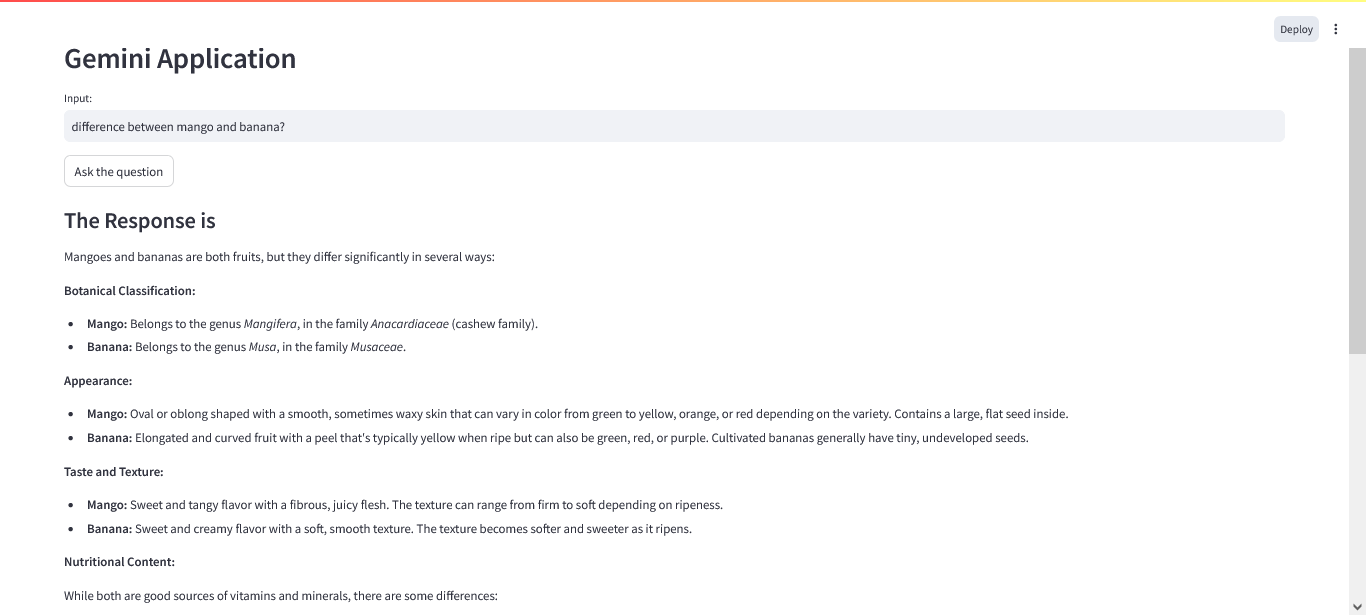 Deploy
Gemini Application
Input:
difference between mango and banana?
Ask the question
The Response is
Mangoes and bananas are both fruits, but they differ significantly in several ways:
Botanical Classification:
• Mango: Belongs to the genus Mangifera, in the family Anacardiaceae (cashew family).
• Banana: Belongs to the genus Musa, in the family Musaceae.
Appearance:
• Mango: Oval or oblong shaped with a smooth, sometimes waxy skin that can vary in color from green to yellow, orange, or red depending on the variety. Contains a large, flat seed inside.
• Banana: Elongated and curved fruit with a peel that's typically yellow when ripe but can also be green, red, or purple. Cultivated bananas generally have tiny, undeveloped seeds.
Taste and Texture:
• Mango: Sweet and tangy flavor with a fibrous, juicy flesh. The texture can range from firm to soft depending on ripeness.
• Banana: Sweet and creamy flavor with a soft, smooth texture. The texture becomes softer and sweeter as it ripens.
Nutritional Content:
While both are good sources of vitamins and minerals, there are some differences: